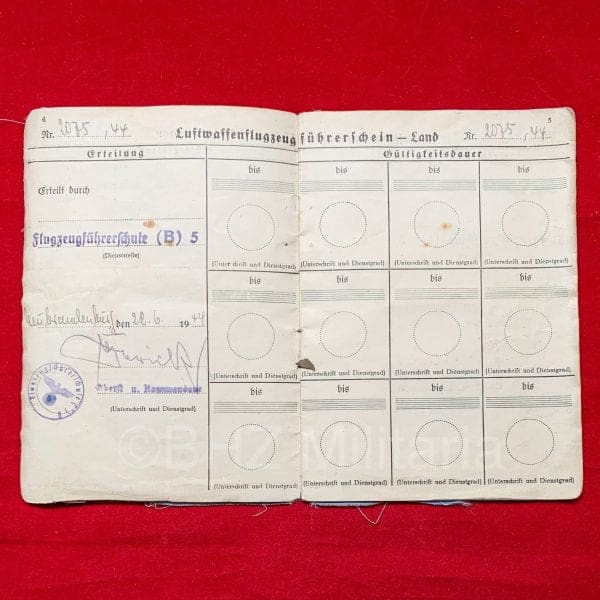 4
Nr. 2075, 44
Luftwaffenflugzeugführerschein — Land
Nr. 2075, 44
5
Erteilung
Gültigkeitsdauer
Erteilt durch
Flugzeugführerschule (B) 5
(Dienststelle)
Neubrandenburg den 22. 6. 1944
Oberst u. Kommandeur
(Unterschrift und Dienstgrad)
bis
bis
bis
bis
(Unterschrift und Dienstgrad)
(Unterschrift und Dienstgrad)
(Unterschrift und Dienstgrad)
(Unterschrift und Dienstgrad)
bis
bis
bis
bis
(Unterschrift und Dienstgrad)
(Unterschrift und Dienstgrad)
(Unterschrift und Dienstgrad)
(Unterschrift und Dienstgrad)
bis
bis
bis
bis
(Unterschrift und Dienstgrad)
(Unterschrift und Dienstgrad)
(Unterschrift und Dienstgrad)
(Unterschrift und Dienstgrad)
©BHZ Militaria